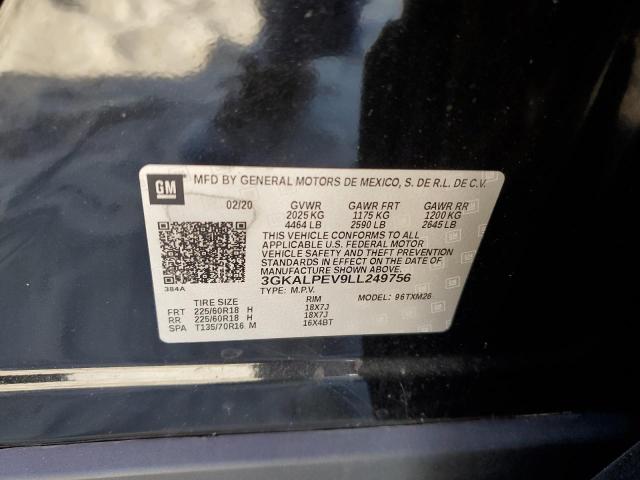 GM MFD BY GENERAL MOTORS DE MEXICO, S. DE R.L. DE C.V.
02/20 GVWR GAWR FRT GAWR RR
2025 KG 1175 KG 1200 KG
4464 LB 2590 LB 2645 LB
THIS VEHICLE CONFORMS TO ALL
APPLICABLE U.S. FEDERAL MOTOR
VEHICLE SAFETY AND BUMPER
STANDARDS IN EFFECT ON THE DATE OF
MANUFACTURE SHOWN ABOVE.
384A 3GKALPEV9LL249756
TYPE: M.P.V. MODEL: 96TXM26
TIRE SIZE RIM
FRT 225/60R18 H 18X7J
RR 225/60R18 H 18X7J
SPA T135/70R16 M 16X4BT